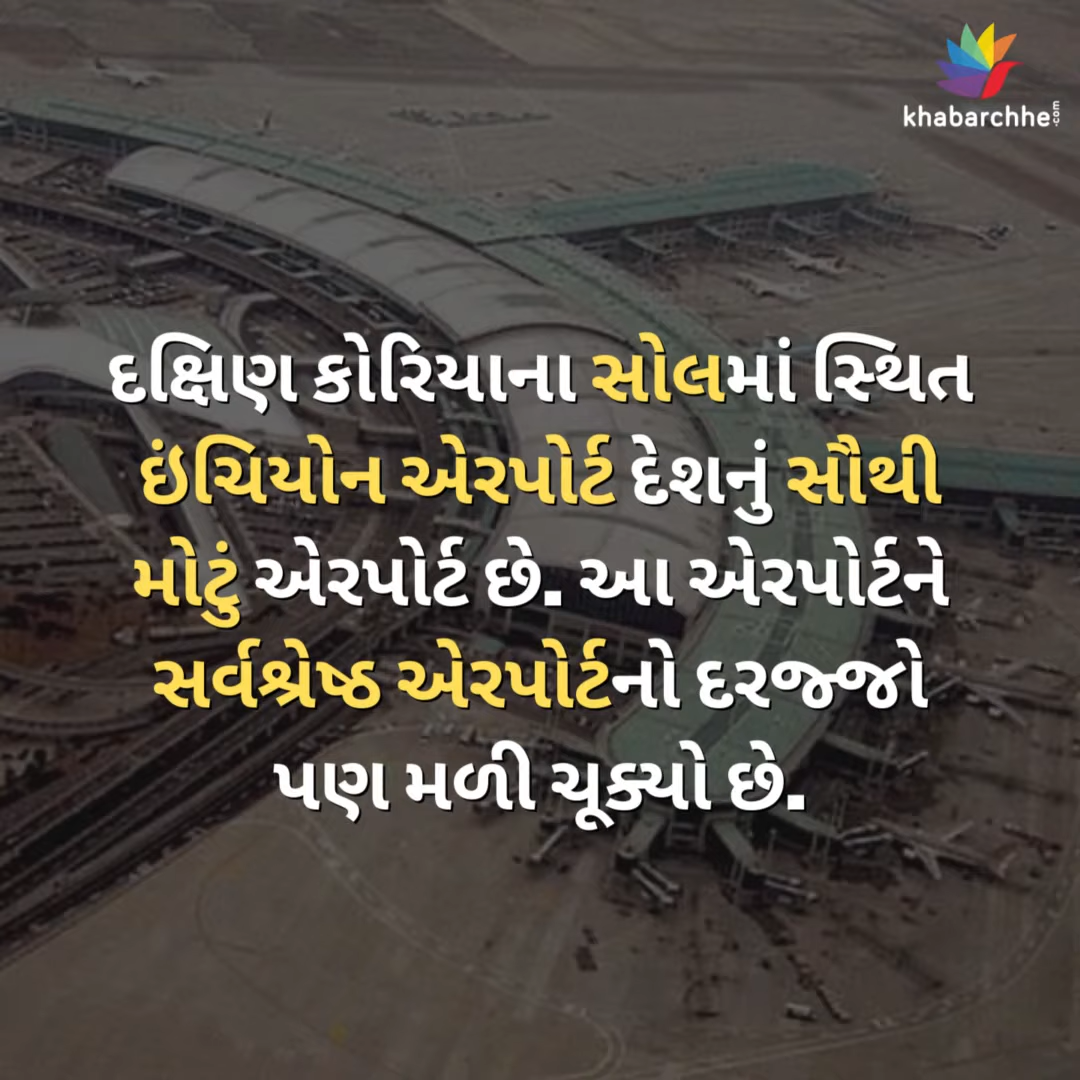 khabarchhe.com
દક્ષિણ કોરિયાના સોલમાં સ્થિત
ઇંચિયોન એરપોર્ટ દેશનું સૌથી
મોટું એરપોર્ટ છે. આ એરપોર્ટને
સર્વશ્રેષ્ઠ એરપોર્ટનો દરજ્જો
પણ મળી ચૂક્યો છે.